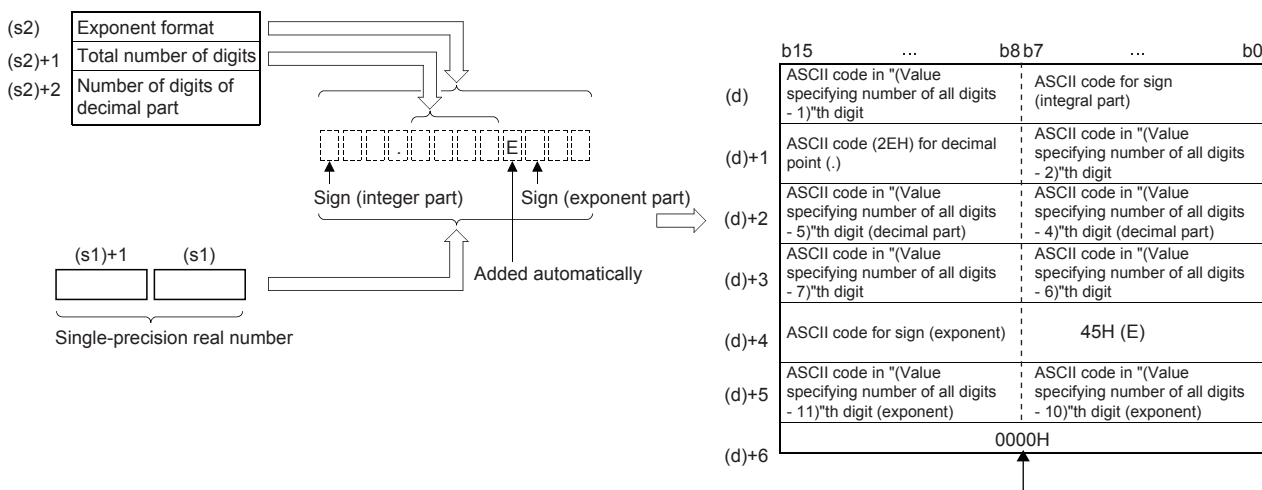 (s2)
Exponent format
(s2)+1
Total number of digits
(s2)+2
Number of digits of
decimal part
.
E
Sign (integer part)
Sign (exponent part)
Added automatically
(s1)+1
(s1)
Single-precision real number
b15
...
b8
b7
...
b0
(d)
ASCII code in "(Value
specifying number of all digits
- 1)"th digit
ASCII code for sign
(integral part)
(d)+1
ASCII code (2EH) for decimal
point (.)
ASCII code in "(Value
specifying number of all digits
- 2)"th digit
(d)+2
ASCII code in "(Value
specifying number of all digits
- 5)"th digit (decimal part)
ASCII code in "(Value
specifying number of all digits
- 4)"th digit (decimal part)
(d)+3
ASCII code in "(Value
specifying number of all digits
- 7)"th digit
ASCII code in "(Value
specifying number of all digits
- 6)"th digit
(d)+4
ASCII code for sign (exponent)
45H (E)
(d)+5
ASCII code in "(Value
specifying number of all digits
- 11)"th digit (exponent)
ASCII code in "(Value
specifying number of all digits
- 10)"th digit (exponent)
(d)+6
0000H